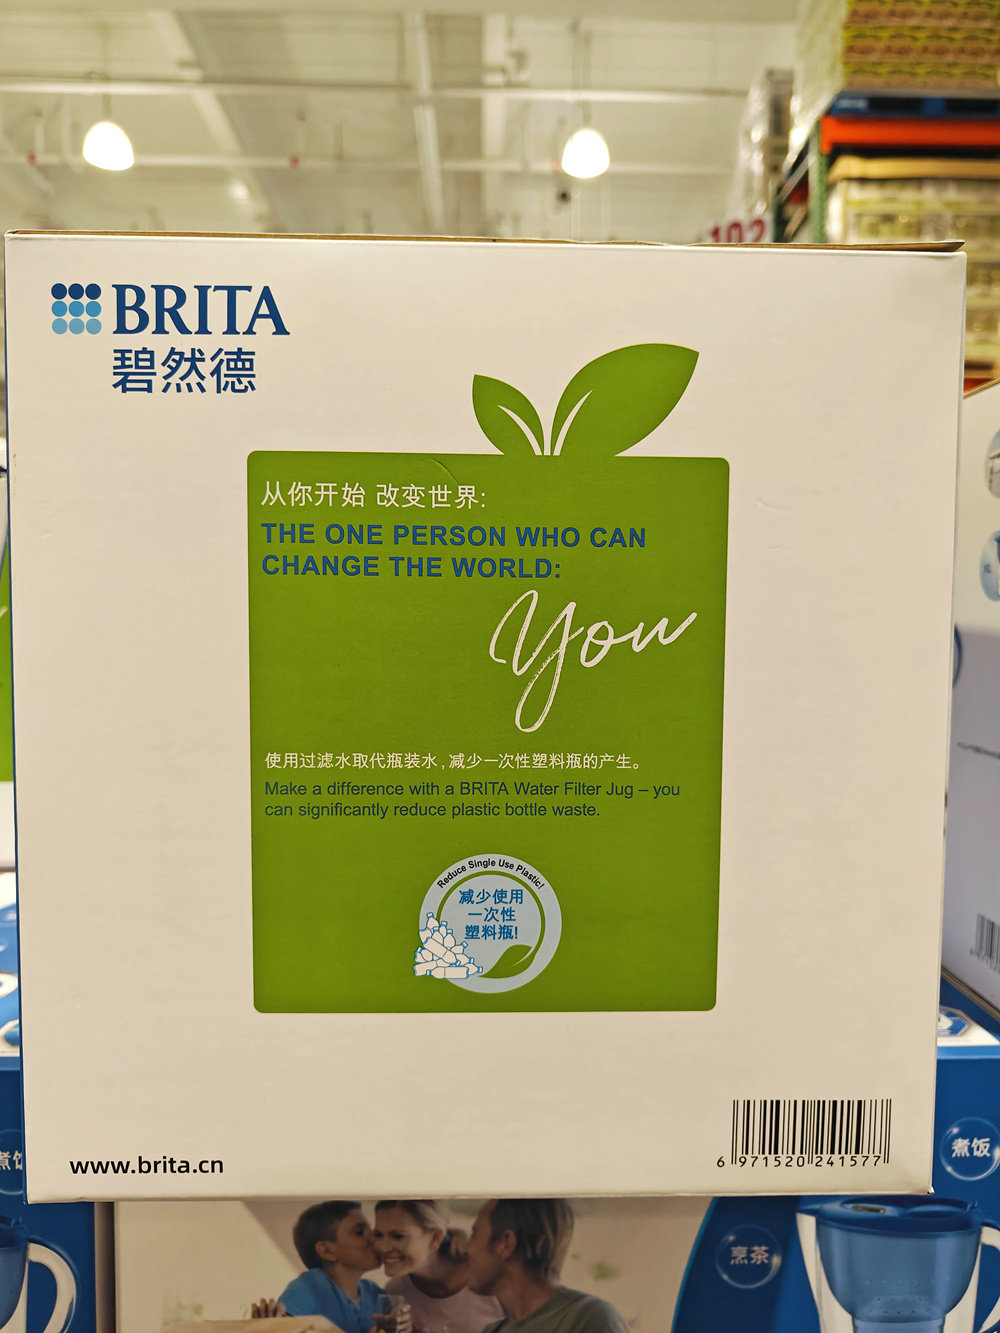 102
BRITA
碧然德
从你开始 改变世界:
THE ONE PERSON WHO CAN
CHANGE THE WORLD:
You
使用过滤水取代瓶装水,减少一次性塑料瓶的产生。
Make a difference with a BRITA Water Filter Jug – you
can significantly reduce plastic bottle waste.
Reduce Single Use Plastic!
减少使用
一次性
塑料瓶!
www.brita.cn
6 971520 241577
煮饭
烹茶